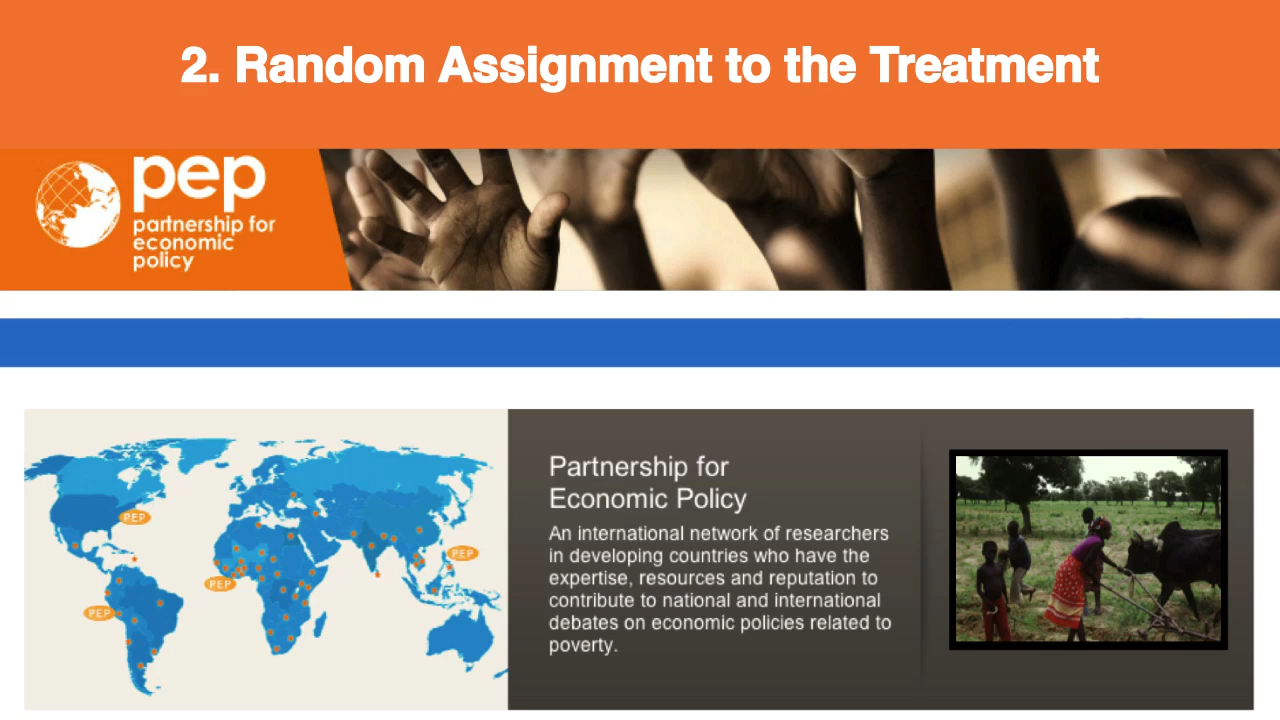 2. Random Assignment to the Treatment
pep
partnership for
economic
policy
PEP
PEP
PEP
PEP
Partnership for
Economic Policy
An international network of researchers
in developing countries who have the
expertise, resources and reputation to
contribute to national and international
debates on economic policies related to
poverty.